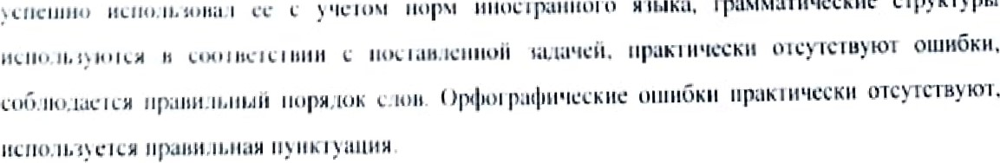 успешно использовал ее с учетом норм иностранного языка, грамматические структуры
используются в соответствии с поставленной задачей, практически отсутствуют ошибки,
соблюдается правильный порядок слов. Орфографические ошибки практически отсутствуют,
используется правильная пунктуация.